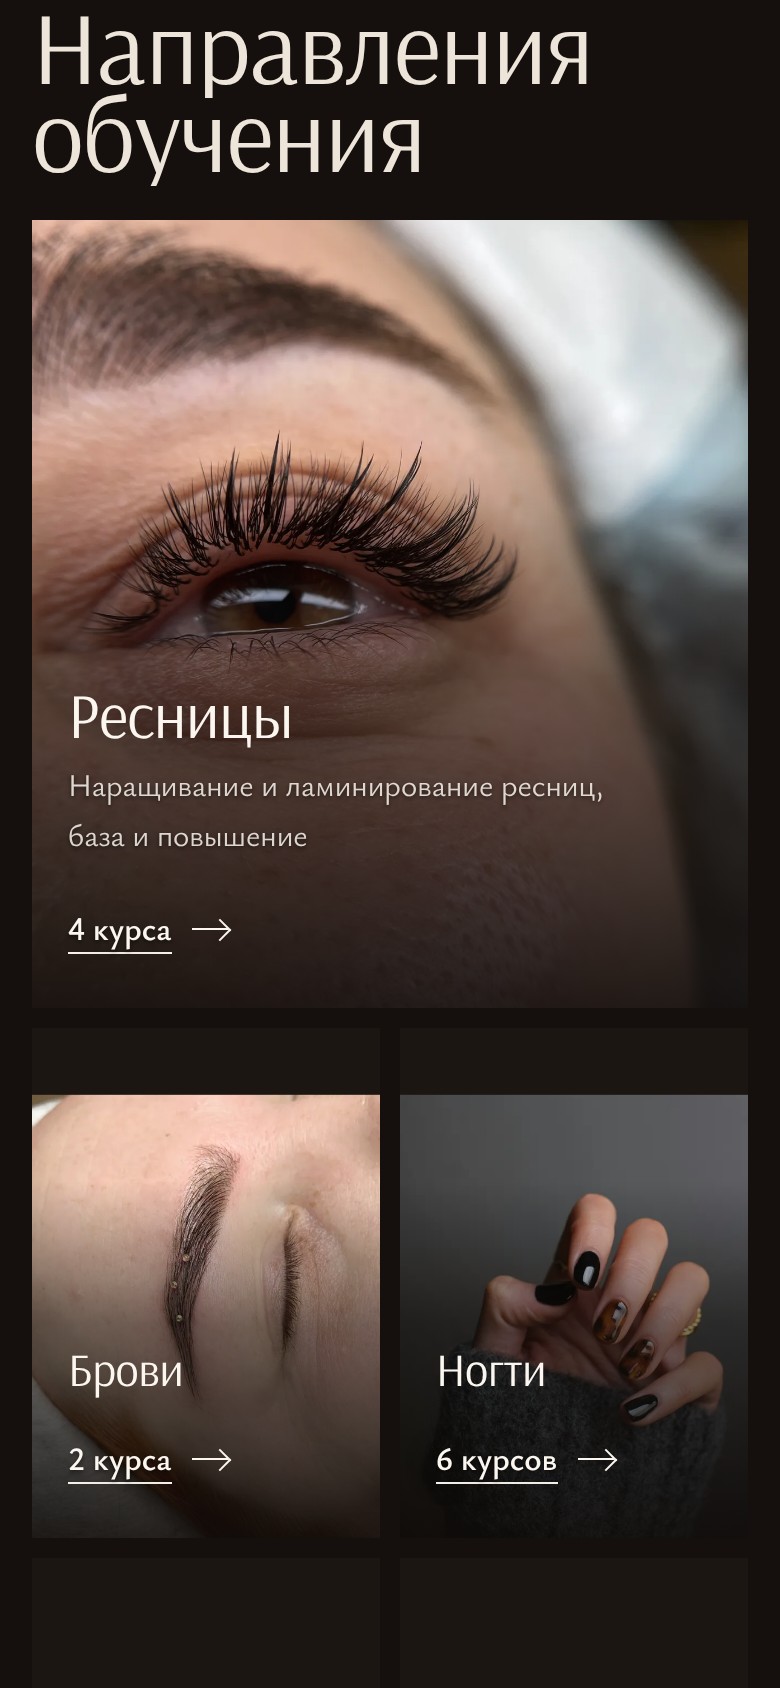 Направления
обучения
Ресницы
Наращивание и ламинирование ресниц,
база и повышение
4 курса
Брови
2 курса
Ногти
6 курсов